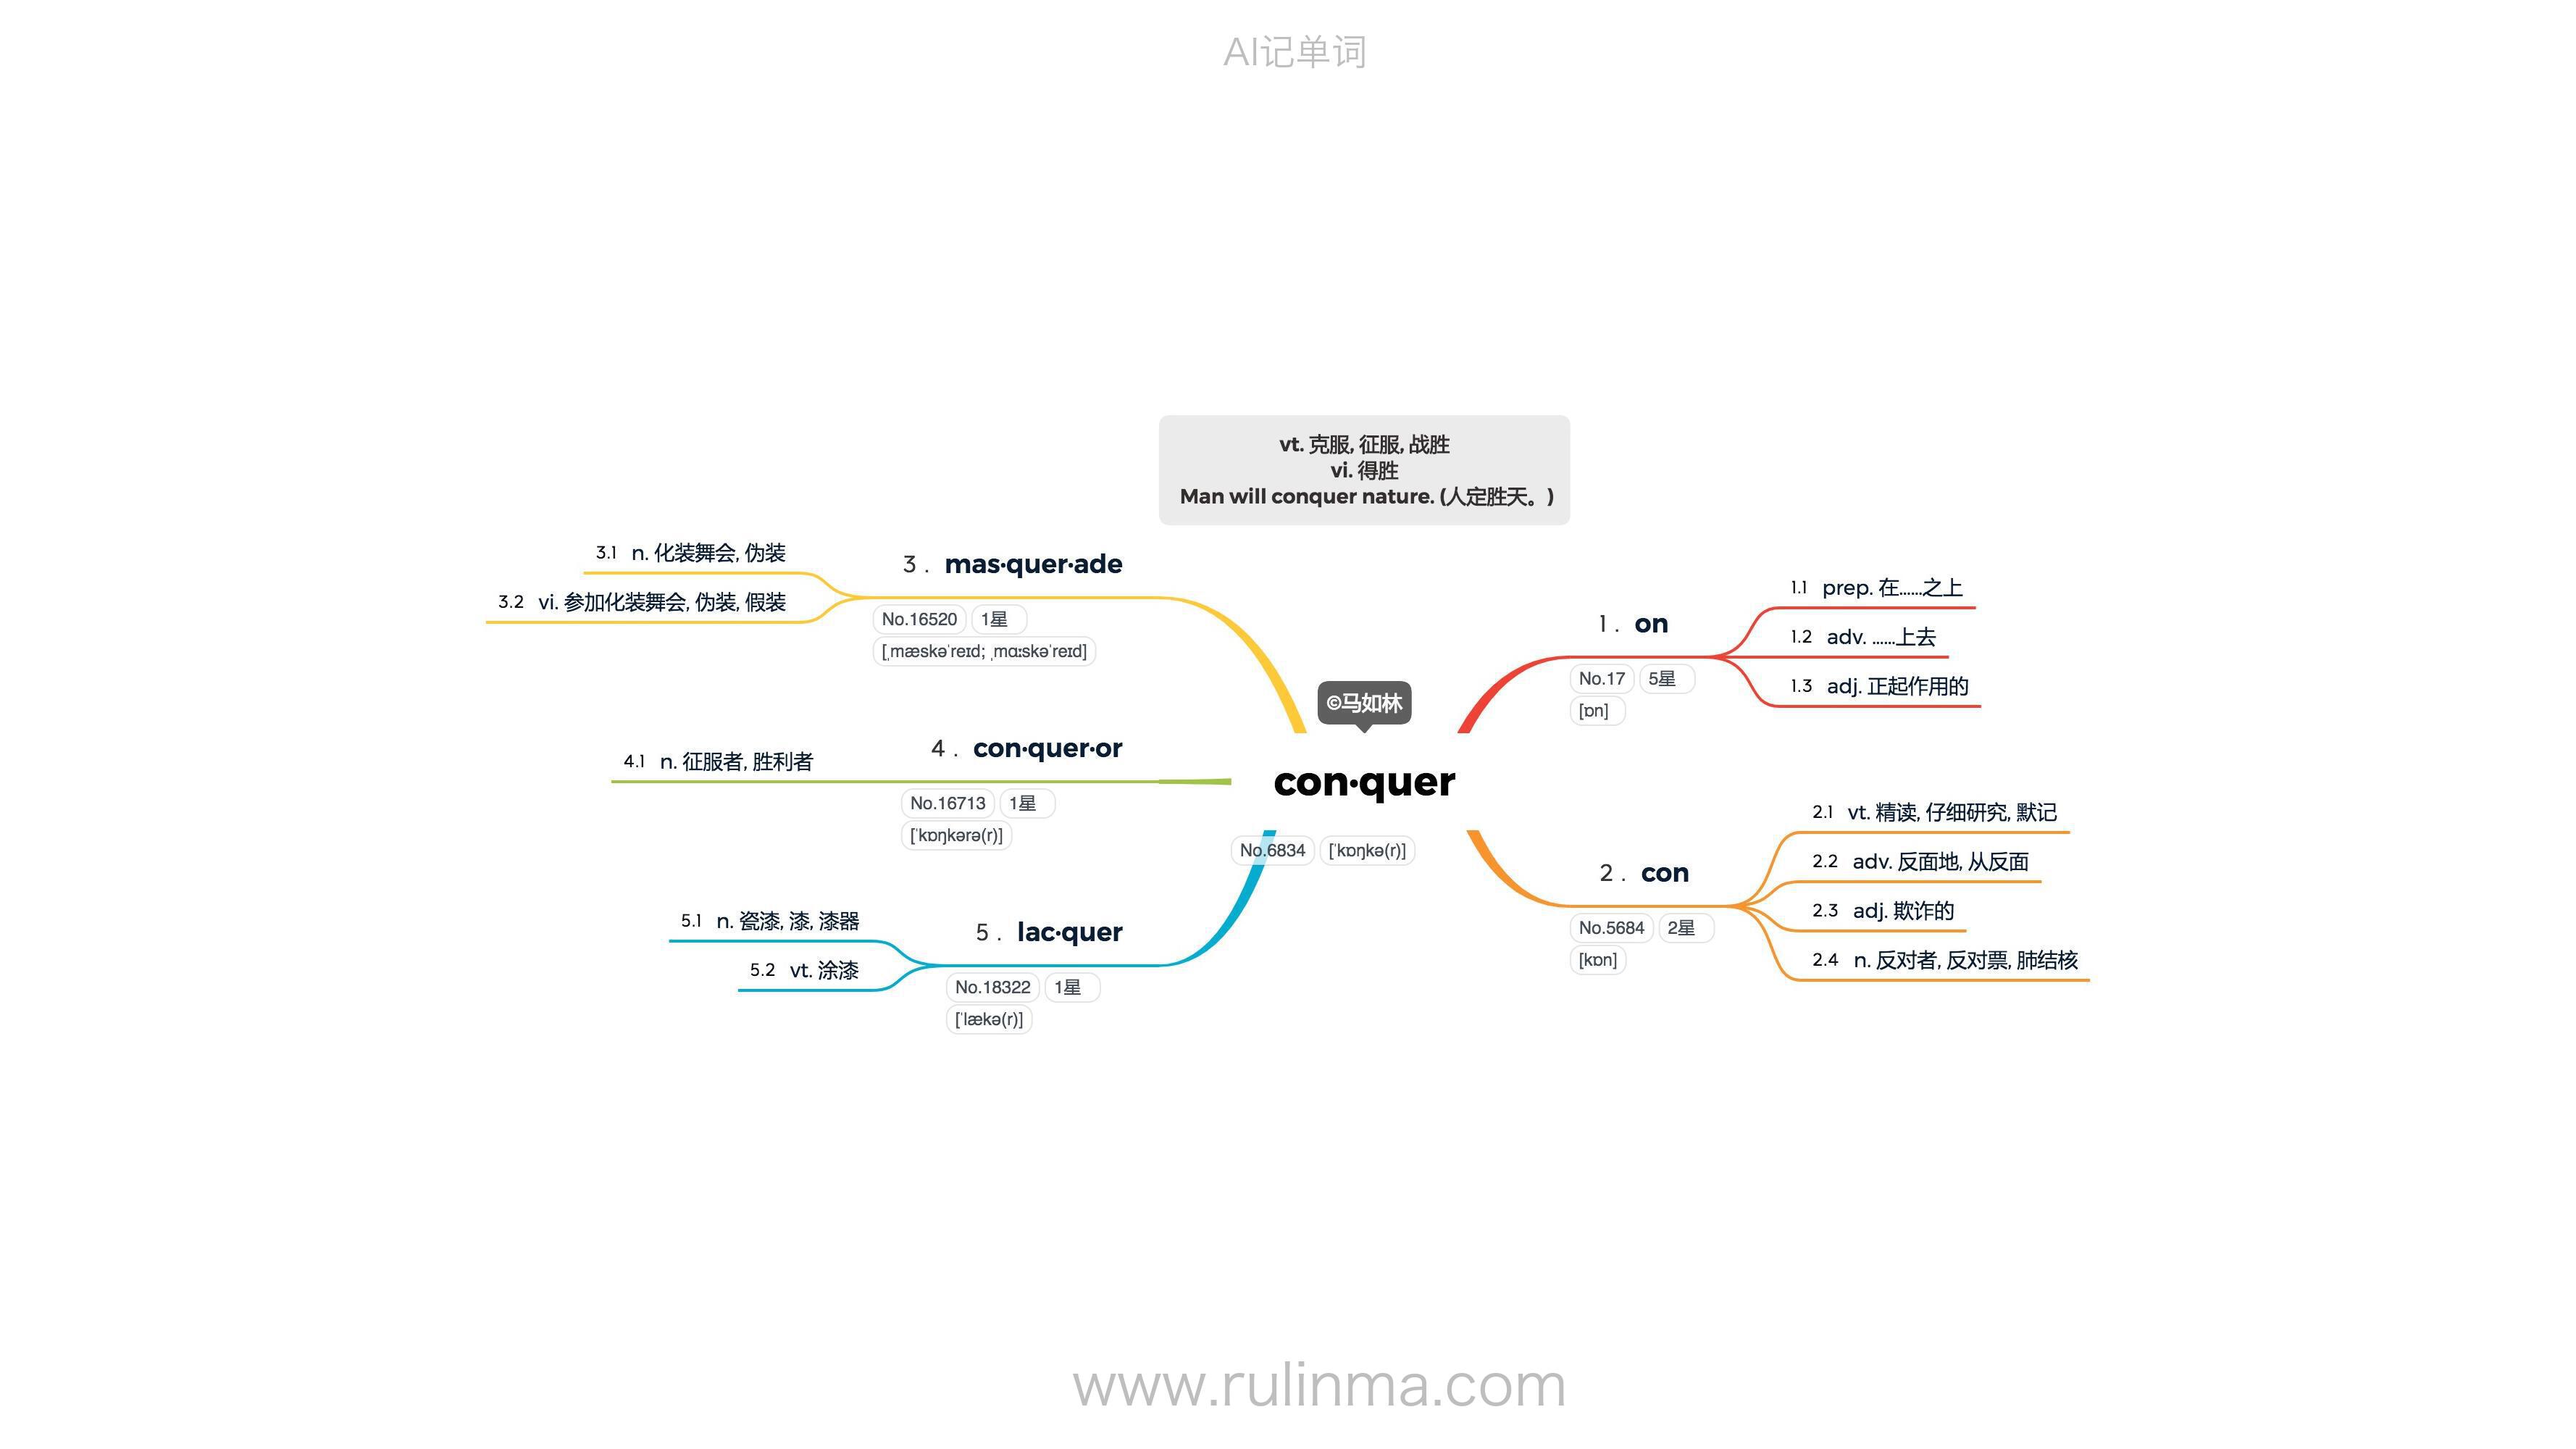 AI记单词
vt. 克服, 征服, 战胜
vi. 得胜
Man will conquer nature. (人定胜天。)
©马如林
con·quer
No.6834 [ˈkɒŋkə(r)]
1. on
No.17 5星
[ɒn]
1.1 prep. 在……之上
1.2 adv. ……上去
1.3 adj. 正起作用的
2. con
No.5684 2星
[kɒn]
2.1 vt. 精读, 仔细研究, 默记
2.2 adv. 反面地, 从反面
2.3 adj. 欺诈的
2.4 n. 反对者, 反对票, 肺结核
3. mas·quer·ade
No.16520 1星
[ˌmæskəˈreɪd; ˌmɑːskəˈreɪd]
3.1 n. 化装舞会, 伪装
3.2 vi. 参加化装舞会, 伪装, 假装
4. con·quer·or
No.16713 1星
[ˈkɒŋkərə(r)]
4.1 n. 征服者, 胜利者
5. lac·quer
No.18322 1星
[ˈlækə(r)]
5.1 n. 瓷漆, 漆, 漆器
5.2 vt. 涂漆
www.rulinma.com